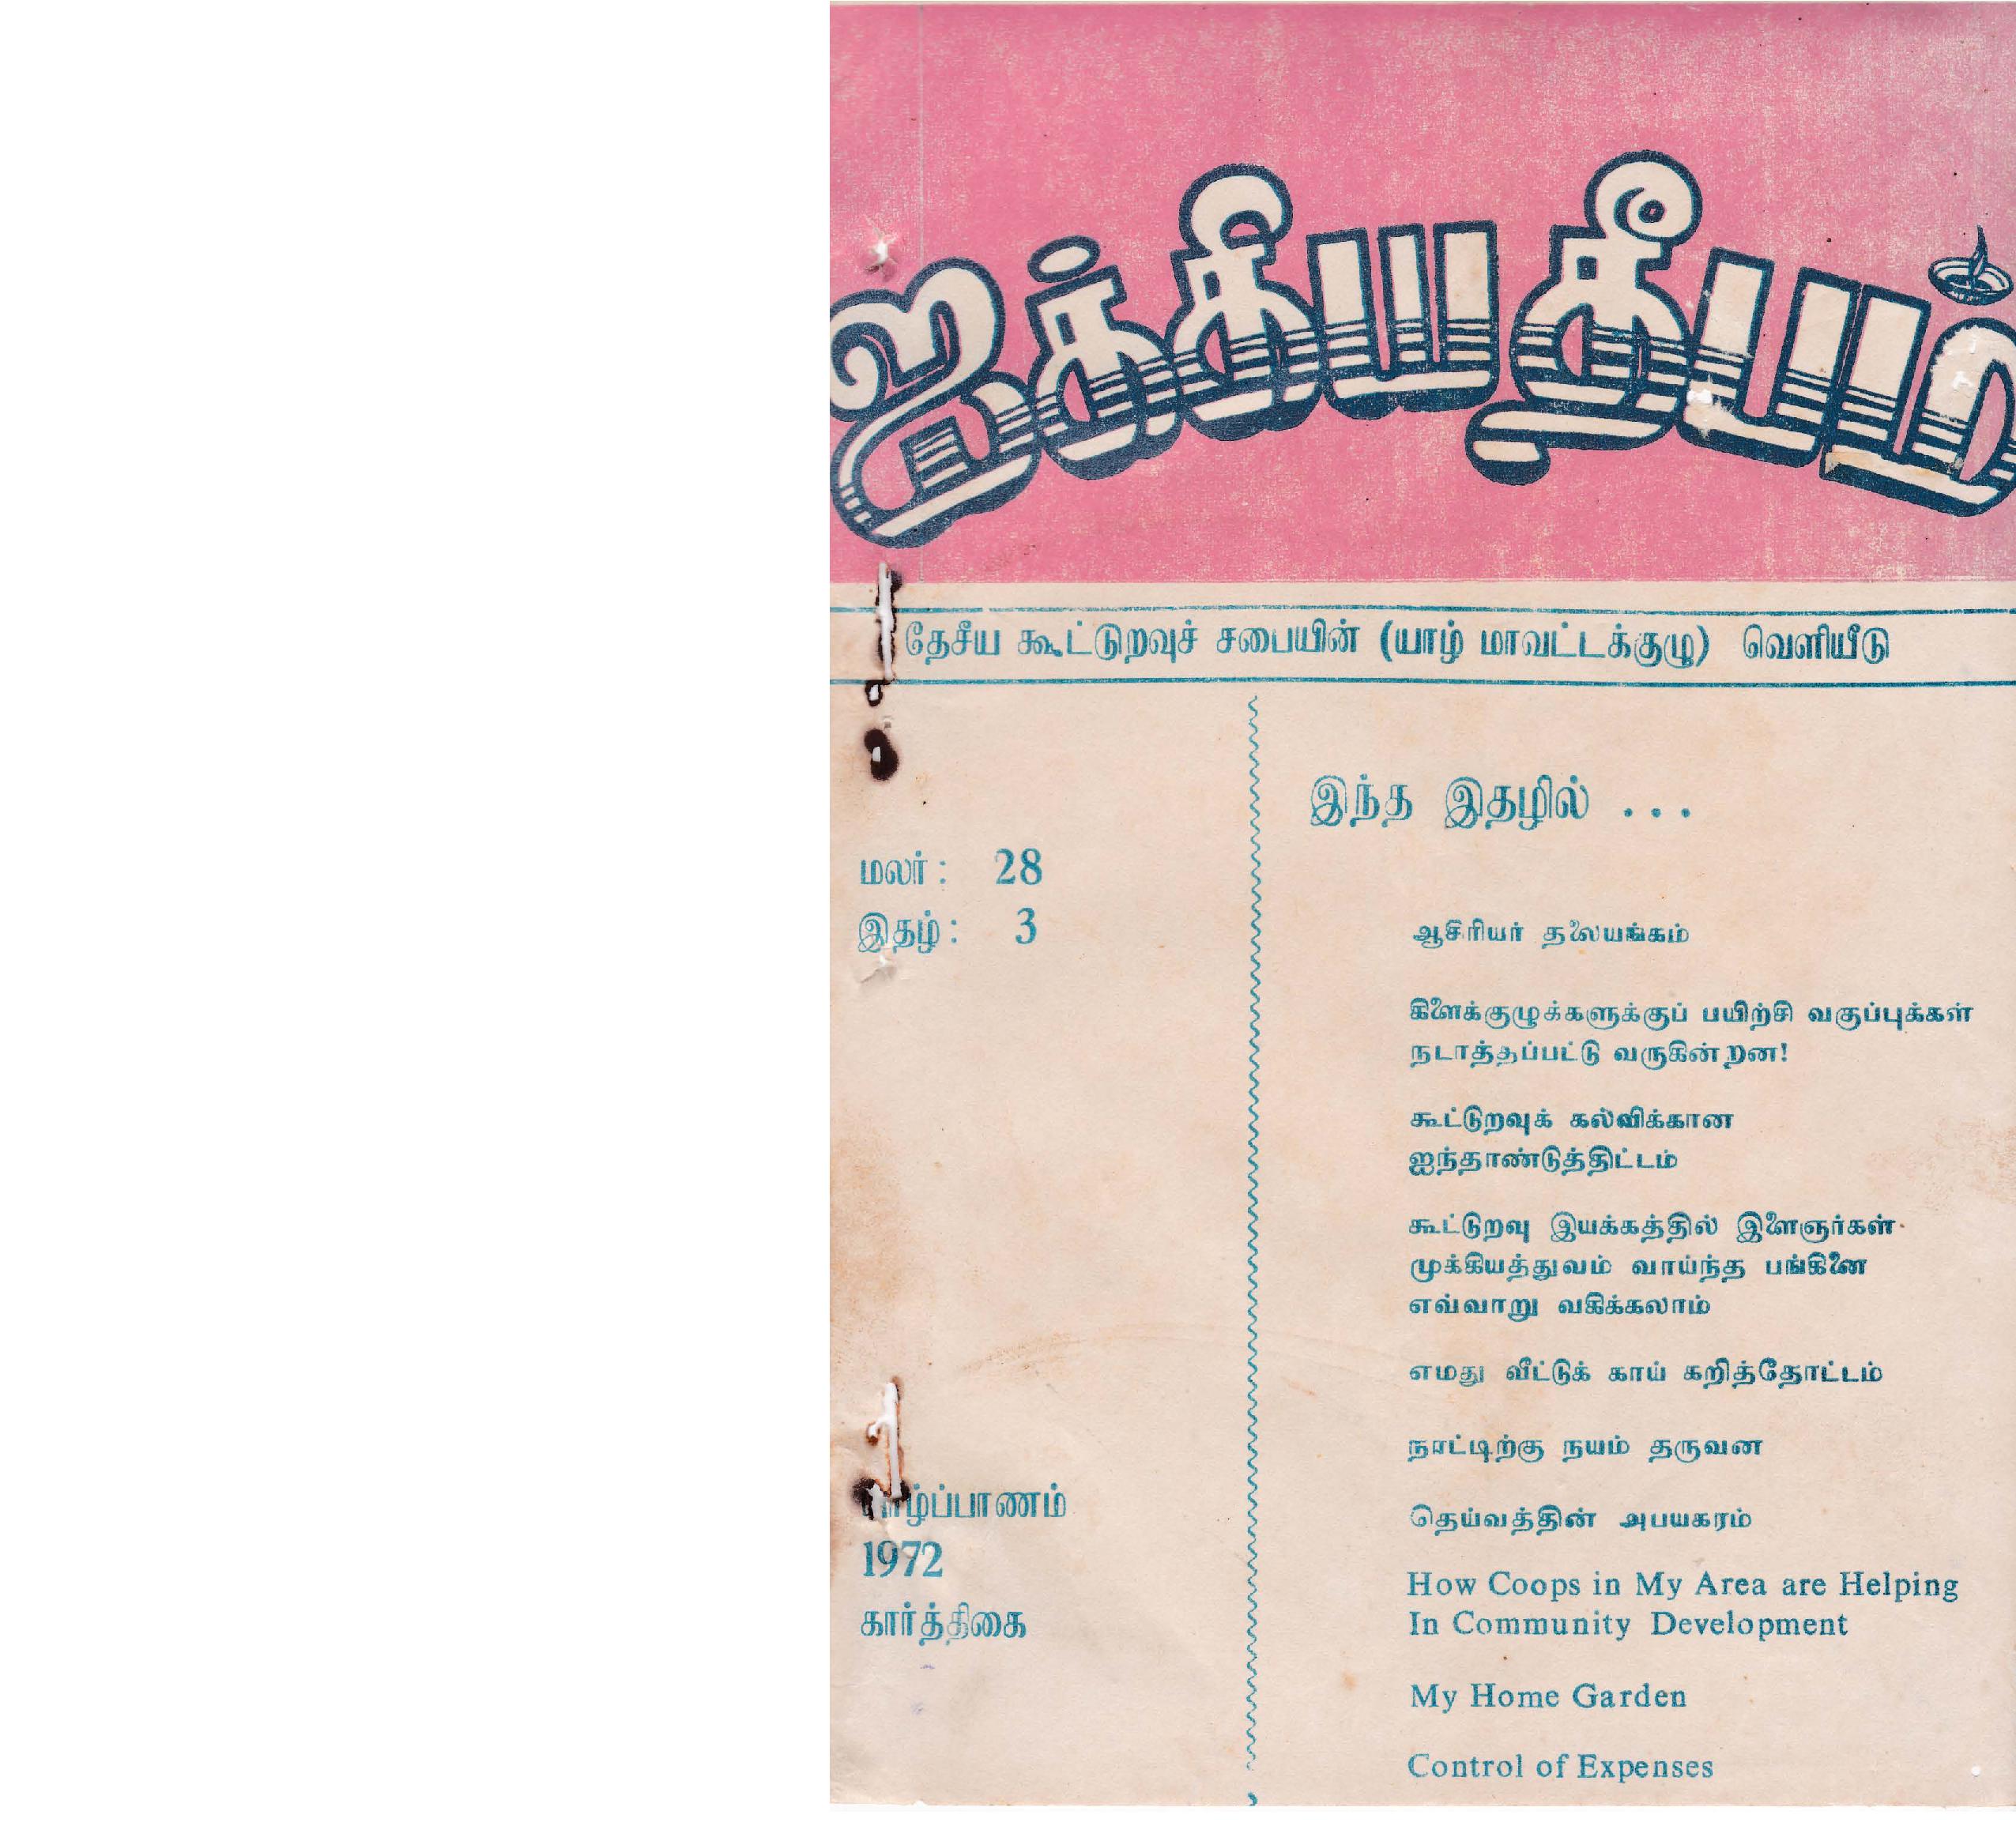 ஐக்கியதீபம்
தேசீய கூட்டுறவுச் சபையின் (யாழ் மாவட்டக்குழு) வெளியீடு
மலர் : 28
இதழ் : 3
யாழ்ப்பாணம்
1972
கார்த்திகை
இந்த இதழில் ...
ஆசிரியர் தலையங்கம்
கிளைக்குழுக்களுக்குப் பயிற்சி வகுப்புக்கள்
நடாத்தப்பட்டு வருகின்றன!
கூட்டுறவுக் கல்விக்கான
ஐந்தாண்டுத்திட்டம்
கூட்டுறவு இயக்கத்தில் இளைஞர்கள்
முக்கியத்துவம் வாய்ந்த பங்கினை
எவ்வாறு வகிக்கலாம்
எமது வீட்டுக் காய் கறித்தோட்டம்
நாட்டிற்கு நயம் தருவன
தெய்வத்தின் அபயகரம்
How Coops in My Area are Helping
In Community Development
My Home Garden
Control of Expenses